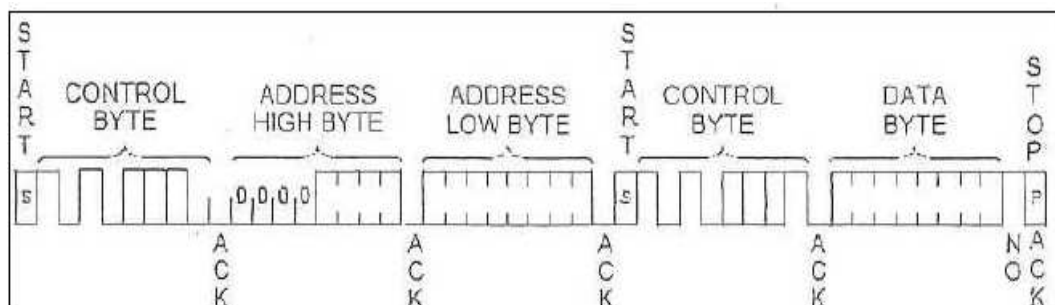 START
CONTROL
BYTE
ADDRESS
HIGH BYTE
ADDRESS
LOW BYTE
START
CONTROL
BYTE
DATA
BYTE
STOP
S
0 0 0 0
S
P
ACK
ACK
ACK
ACK
NO ACK